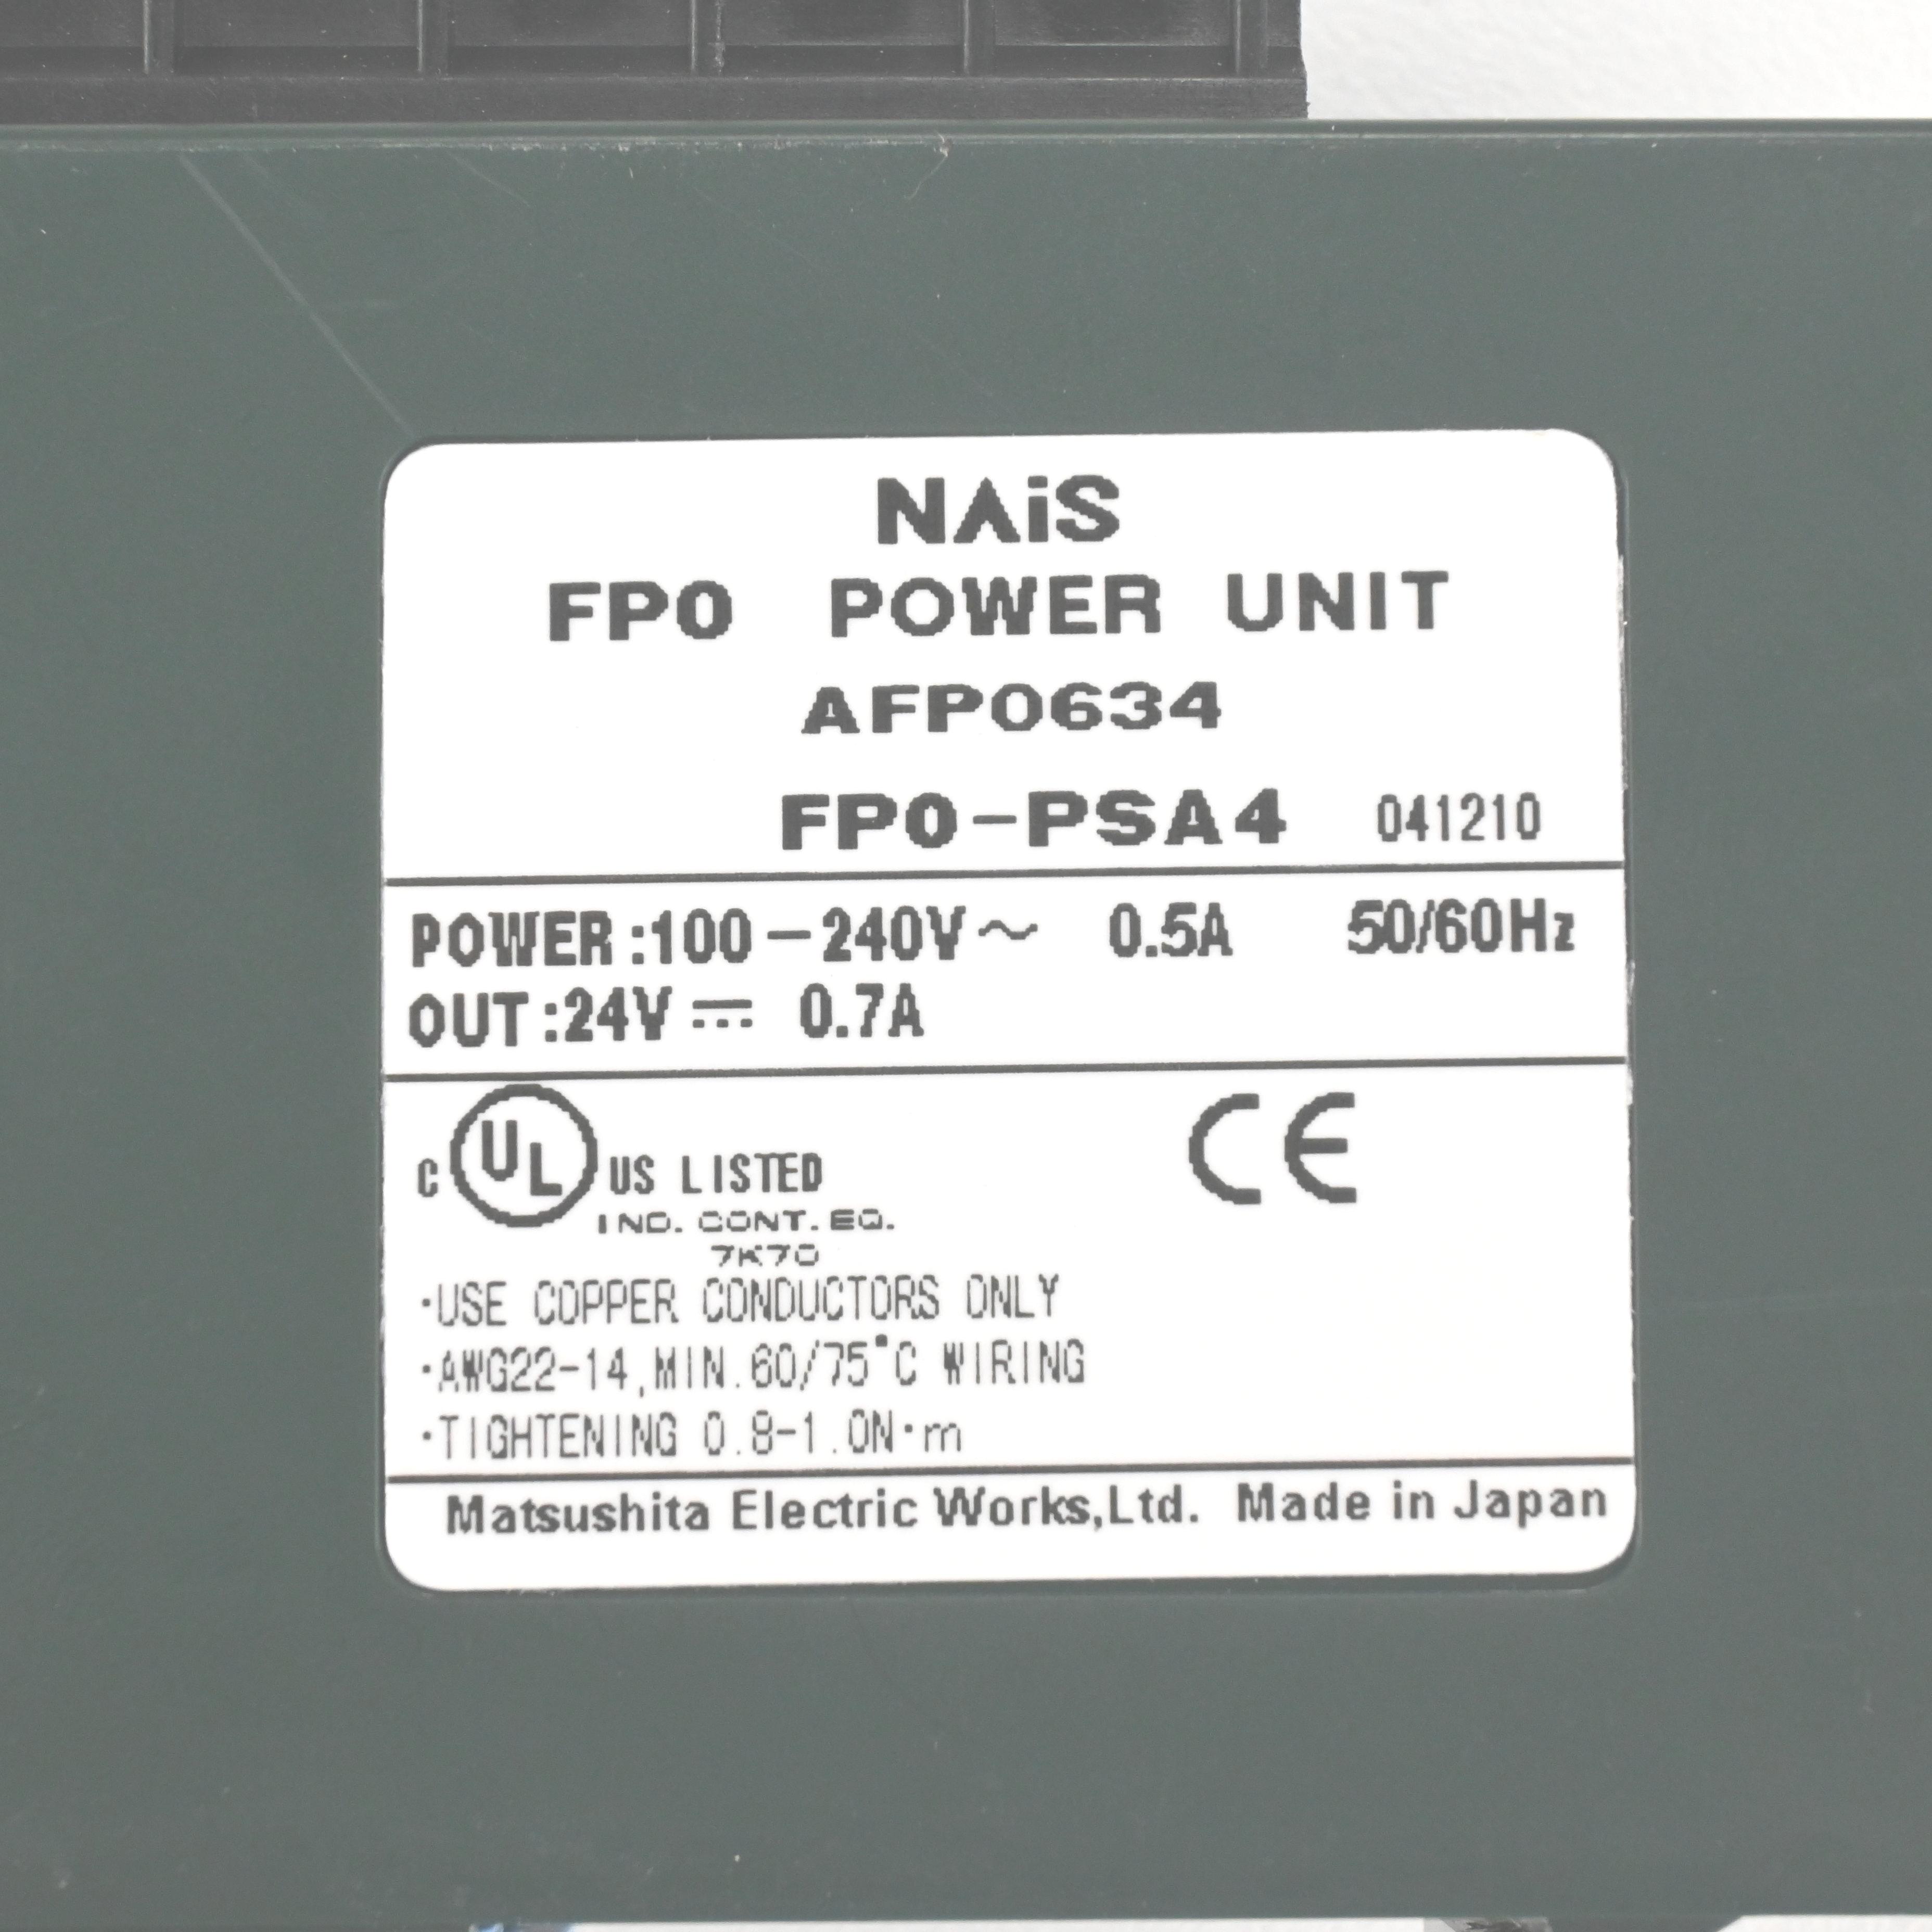 NAiS
FP0 POWER UNIT
AFP0634
FP0-PSA4 041210
POWER:100-240V~ 0.5A 50/60Hz
OUT:24V⎓ 0.7A
C UL US LISTED CE
IND. CONT. EQ.
7K70
·USE COPPER CONDUCTORS ONLY
·AWG22-14,MIN.60/75°C WIRING
·TIGHTENING 0.8-1.0N·m
Matsushita Electric Works,Ltd. Made in Japan